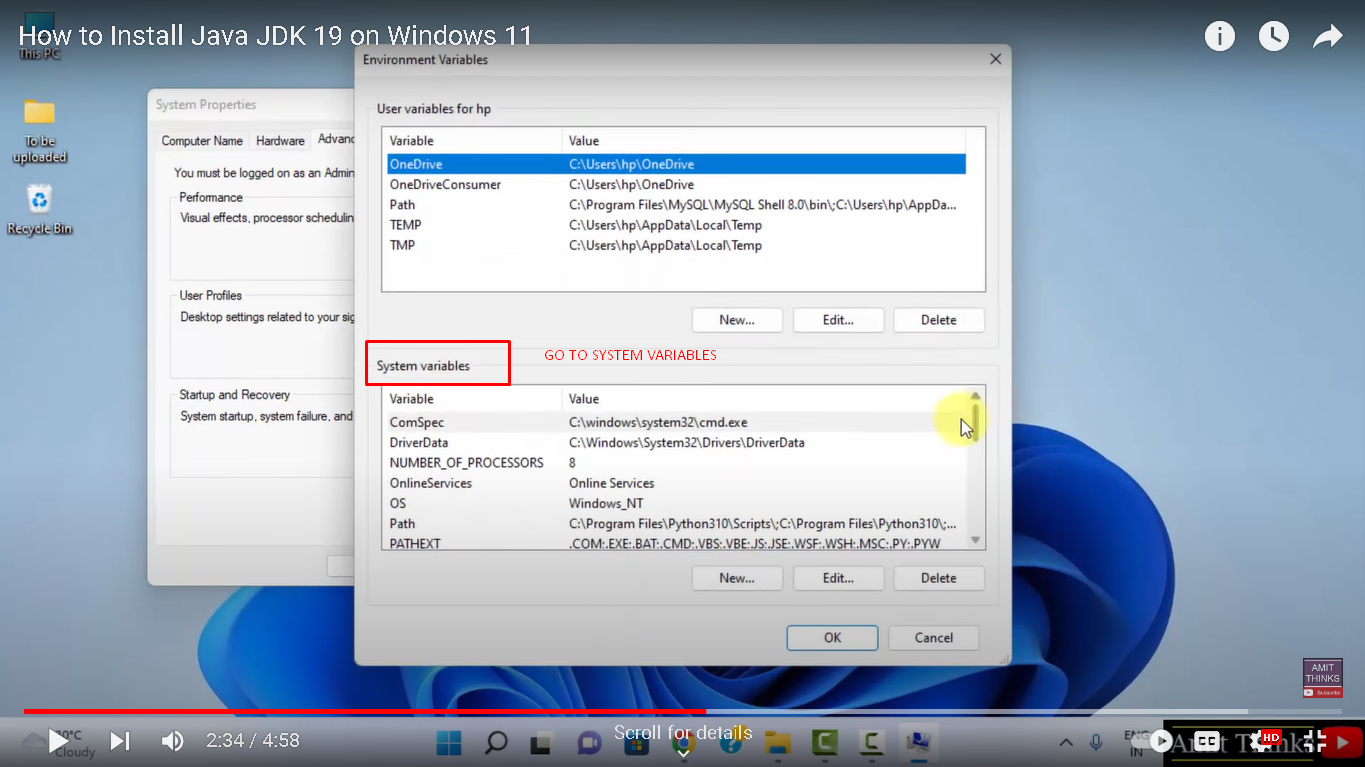 How to Install Java JDK 19 on Windows 11
This PC
To be
uploaded
Recycle Bin
System Properties
Computer Name
Hardware
Advanc
You must be logged on as an Admin
Performance
Visual effects, processor schedulin
User Profiles
Desktop settings related to your sig
Startup and Recovery
System startup, system failure, and
Environment Variables
User variables for hp
Variable Value
OneDrive C:\Users\hp\OneDrive
OneDriveConsumer C:\Users\hp\OneDrive
Path C:\Program Files\MySQL\MySQL Shell 8.0\bin\;C:\Users\hp\AppDa...
TEMP C:\Users\hp\AppData\Local\Temp
TMP C:\Users\hp\AppData\Local\Temp
New... Edit... Delete
System variables
GO TO SYSTEM VARIABLES
Variable Value
ComSpec C:\windows\system32\cmd.exe
DriverData C:\Windows\System32\Drivers\DriverData
NUMBER_OF_PROCESSORS 8
OnlineServices Online Services
OS Windows_NT
Path C:\Program Files\Python310\Scripts\;C:\Program Files\Python310\;...
PATHEXT .COM;.EXE;.BAT;.CMD;.VBS;.VBE;.JS;.JSE;.WSF;.WSH;.MSC;.PY;.PYW
New... Edit... Delete
OK Cancel
AMIT
THINKS
Subscribe
Cloudy
2:34 / 4:58
Scroll for details
ENG
IN
CC
HD
Amit Thinks